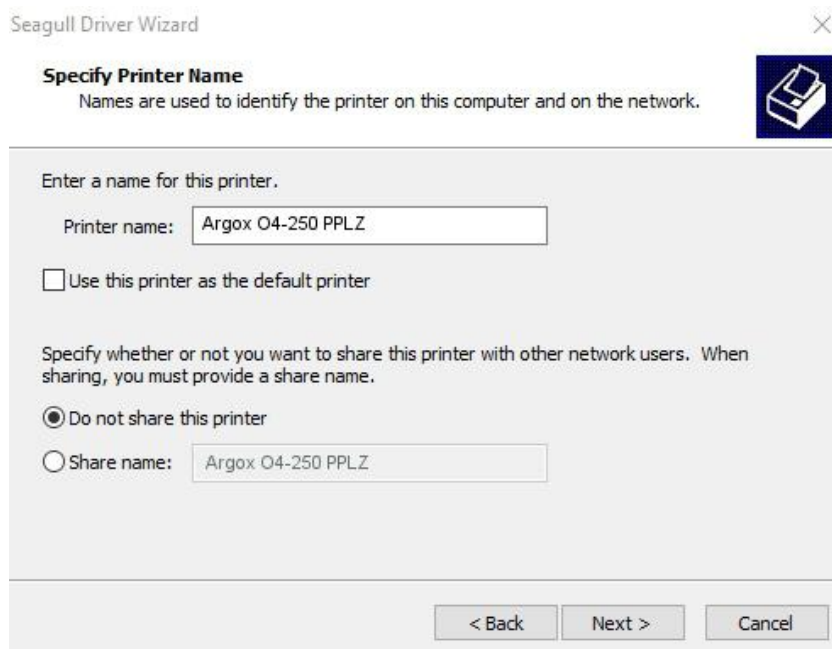 Seagull Driver Wizard
Specify Printer Name
Names are used to identify the printer on this computer and on the network.
Enter a name for this printer.
Printer name: Argox O4-250 PPLZ
Use this printer as the default printer
Specify whether or not you want to share this printer with other network users. When
sharing, you must provide a share name.
Do not share this printer
Share name: Argox O4-250 PPLZ
< Back Next > Cancel